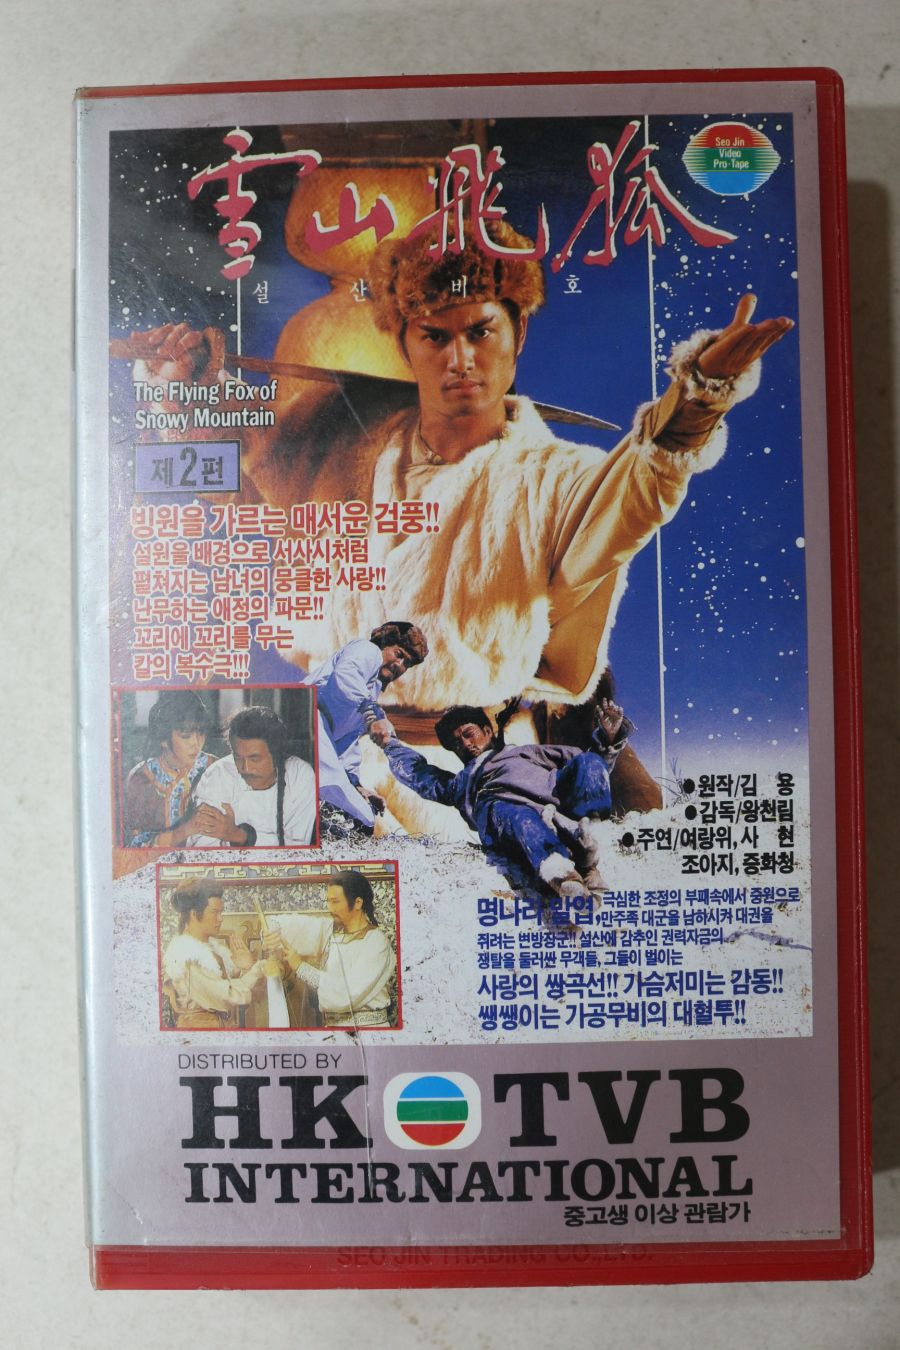 雪山飛狐
설 산 비 호
Seo Jin
Video
Pro-Tape
The Flying Fox of
Snowy Mountain
제2편
빙원을 가르는 매서운 검풍!!
설원을 배경으로 서사시처럼
펼쳐지는 남녀의 뭉클한 사랑!!
난무하는 애정의 파문!!
꼬리에 꼬리를 무는
칼의 복수극!!!
●원작/김 용
●감독/왕천림
●주연/여랑위, 사 현
조아지, 중화청
명나라 말엽, 극심한 조정의 부패속에서 중원으로
만주족 대군을 남하시켜 대권을
쥐려는 변방장군!! 설산에 감추인 권력자금의
쟁탈을 둘러싼 무객들, 그들이 벌이는
사랑의 쌍곡선!! 가슴저미는 감동!!
쌩쌩이는 가공무비의 대혈투!!
DISTRIBUTED BY
HK TVB
INTERNATIONAL
중고생 이상 관람가
SEO JIN TRADING CO.,LTD.